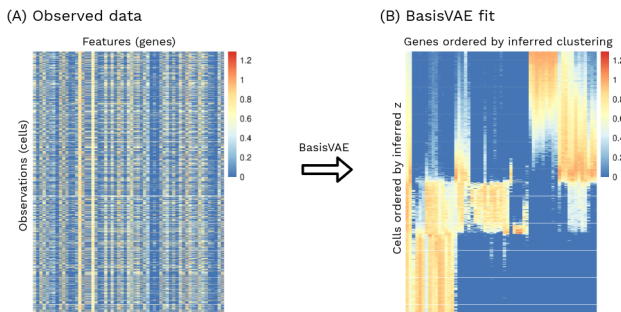 (A) Observed data
Features (genes)
Observations (cells)
1.2
1
0.8
0.6
0.4
0.2
0
BasisVAE
(B) BasisVAE fit
Genes ordered by inferred clustering
Cells ordered by inferred z
1.2
1
0.8
0.6
0.4
0.2
0